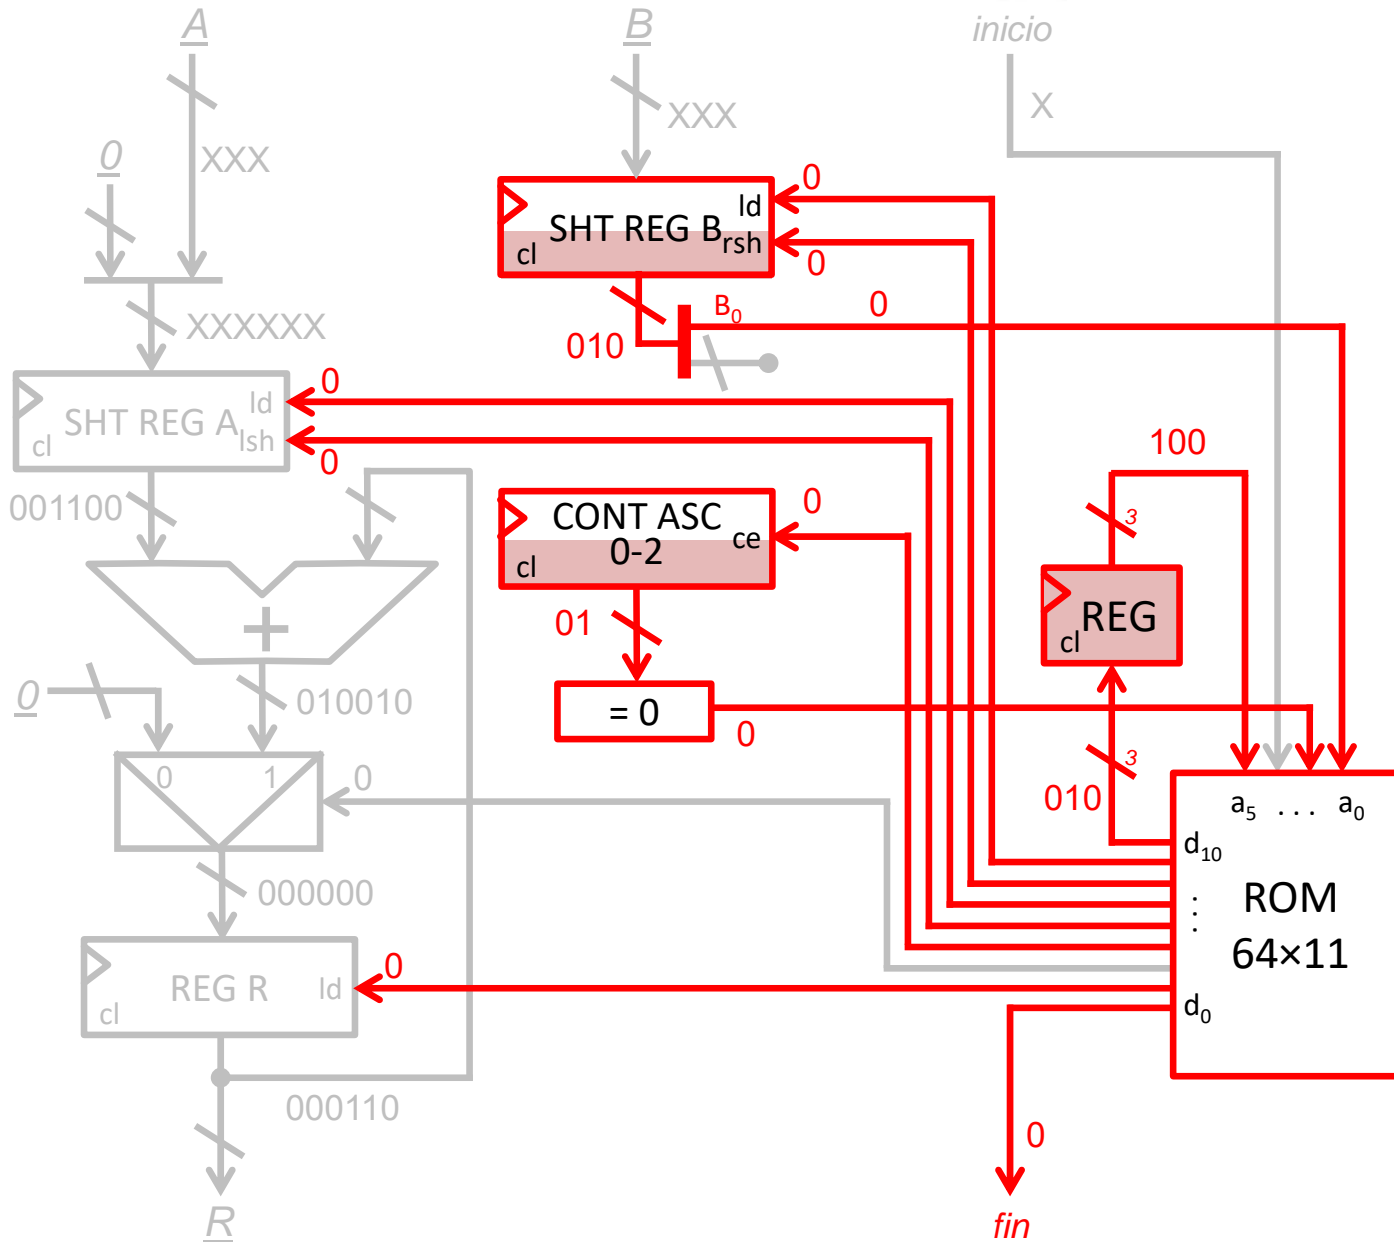 A
B
inicio
X
XXX
XXX
0
0
ld
SHT REG B
rsh
cl
0
B0
0
010
XXXXXX
0
ld
SHT REG A
lsh
cl
0
100
001100
CONT ASC
0-2
ce
cl
0
3
01
REG
cl
+
= 0
0
0
010010
3
010
0
1
0
a5 . . . a0
d10
ROM
64×11
. . .
d0
000000
0
REG R
ld
cl
000110
0
R
fin